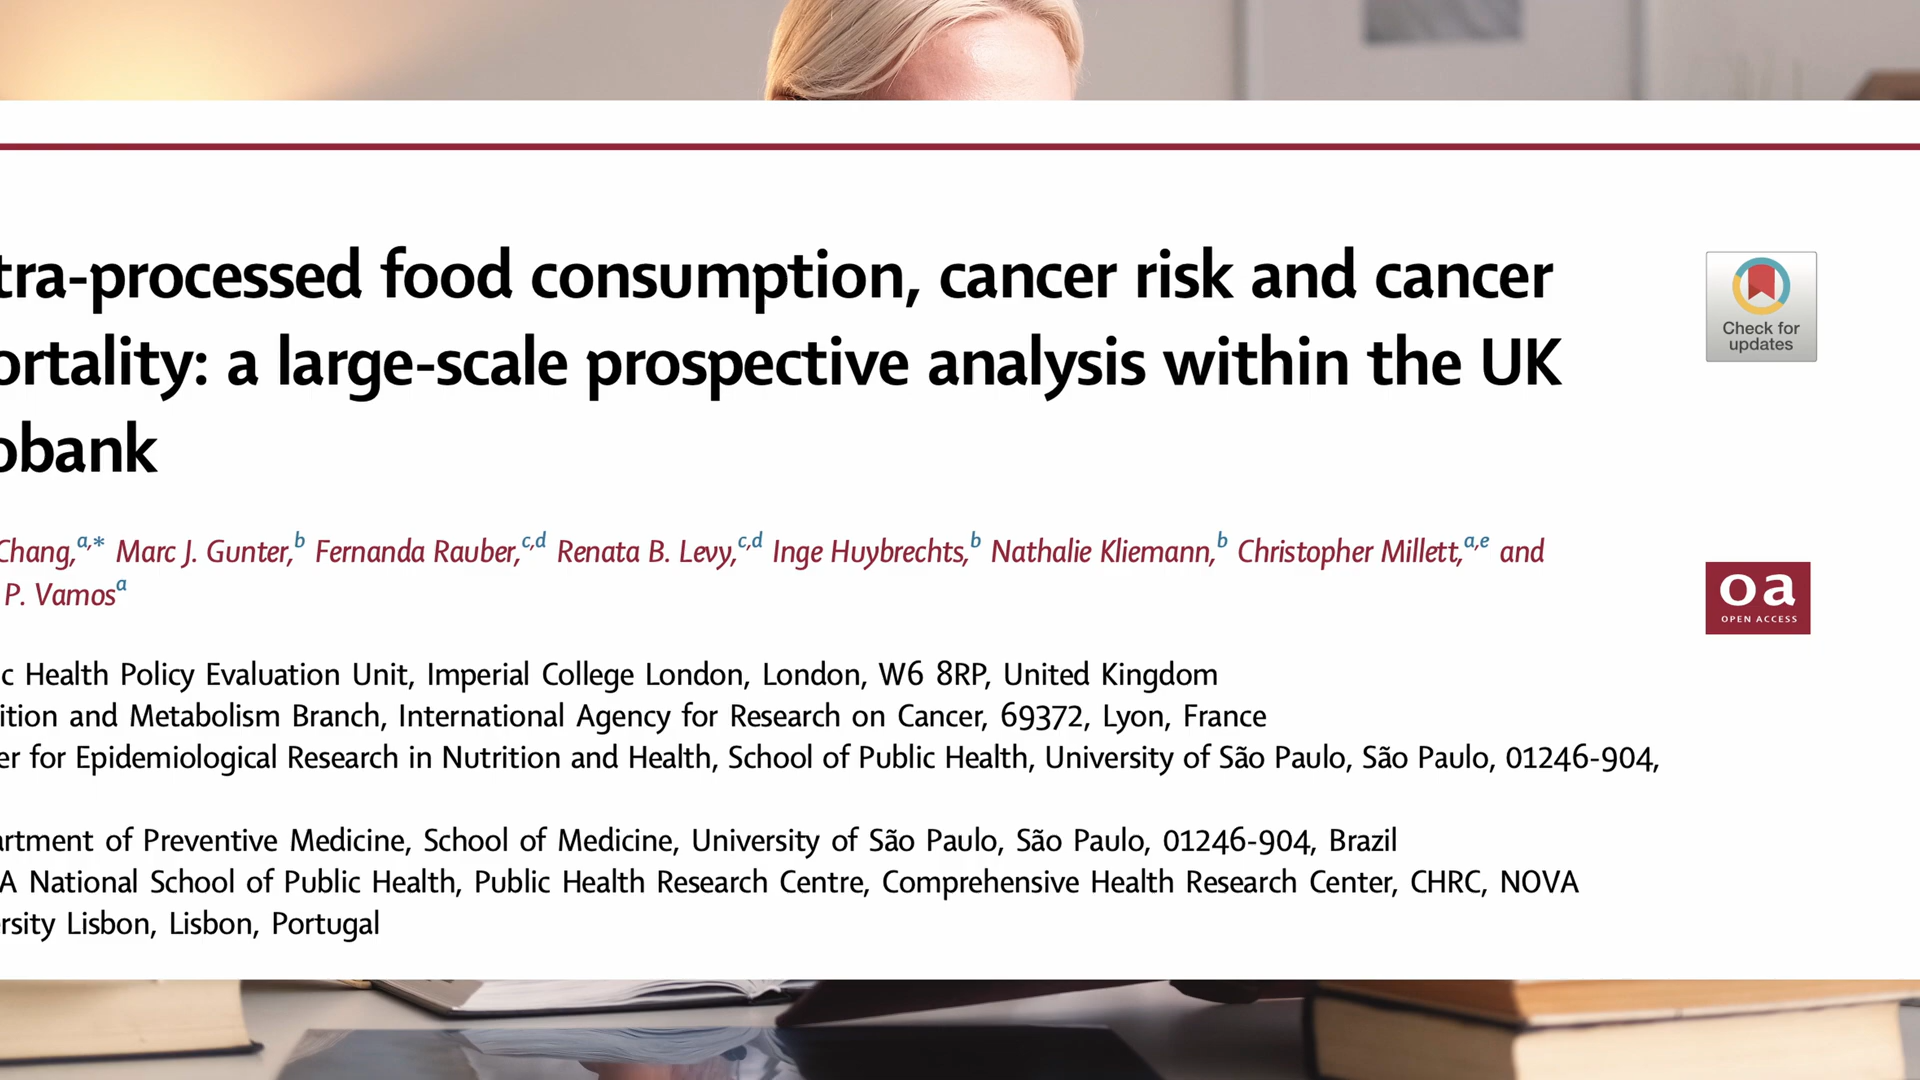 tra-processed food consumption, cancer risk and cancer
ortality: a large-scale prospective analysis within the UK
obank
Chang,a,* Marc J. Gunter,b Fernanda Rauber,c,d Renata B. Levy,c,d Inge Huybrechts,b Nathalie Kliemann,b Christopher Millett,a,e and
P. Vamosa
c Health Policy Evaluation Unit, Imperial College London, London, W6 8RP, United Kingdom
ition and Metabolism Branch, International Agency for Research on Cancer, 69372, Lyon, France
er for Epidemiological Research in Nutrition and Health, School of Public Health, University of São Paulo, São Paulo, 01246-904,
artment of Preventive Medicine, School of Medicine, University of São Paulo, São Paulo, 01246-904, Brazil
A National School of Public Health, Public Health Research Centre, Comprehensive Health Research Center, CHRC, NOVA
ersity Lisbon, Lisbon, Portugal
Check for
updates
oa
OPEN ACCESS